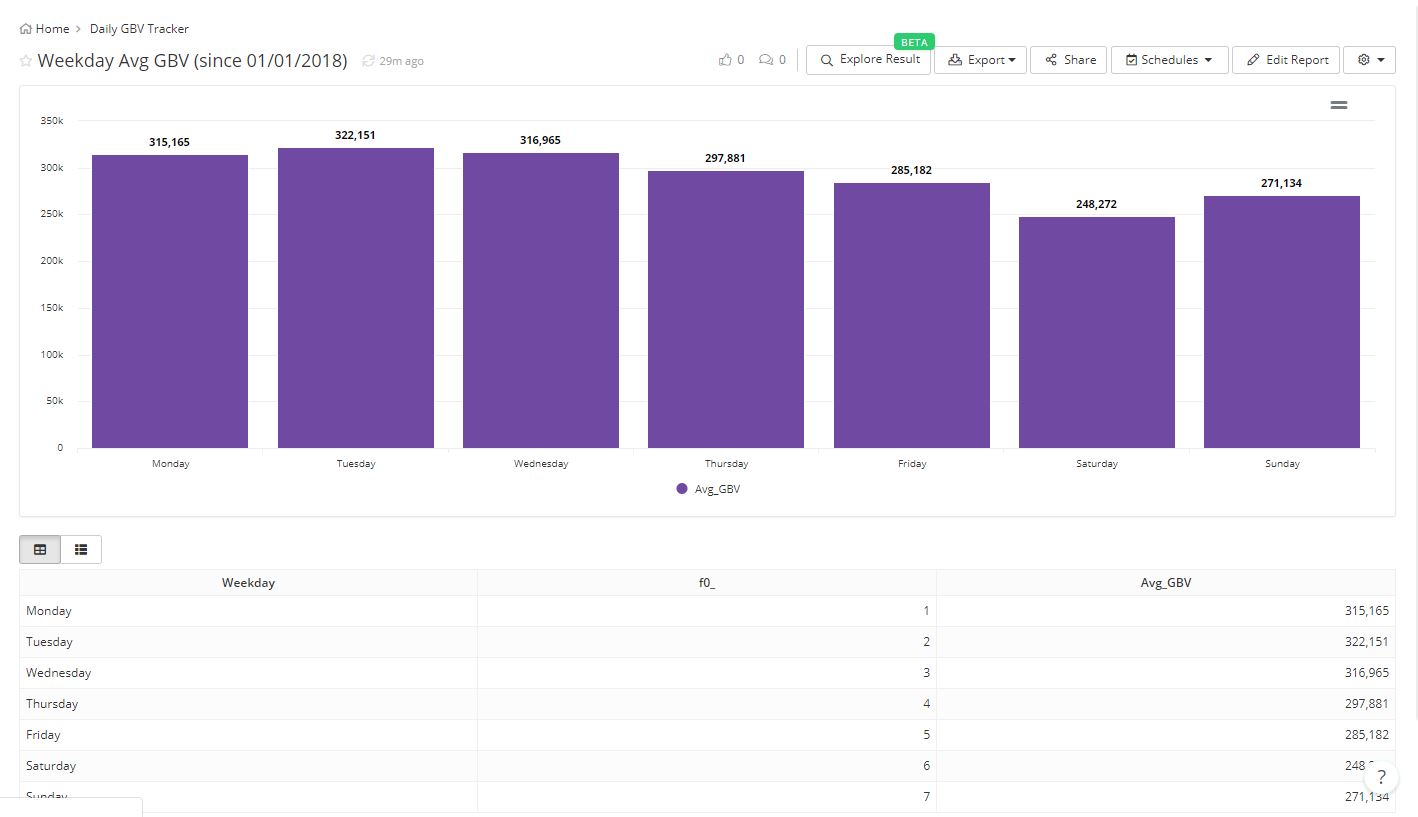 Home > Daily GBV Tracker
BETA
Weekday Avg GBV (since 01/01/2018) 29m ago 0 0 Explore Result Export Share Schedules Edit Report
350k
300k
250k
200k
150k
100k
50k
0
315,165 322,151 316,965 297,881 285,182 248,272 271,134
Monday Tuesday Wednesday Thursday Friday Saturday Sunday
Avg_GBV
Weekday f0_ Avg_GBV
Monday 1 315,165
Tuesday 2 322,151
Wednesday 3 316,965
Thursday 4 297,881
Friday 5 285,182
Saturday 6 248
?
Sunday 7 271,134